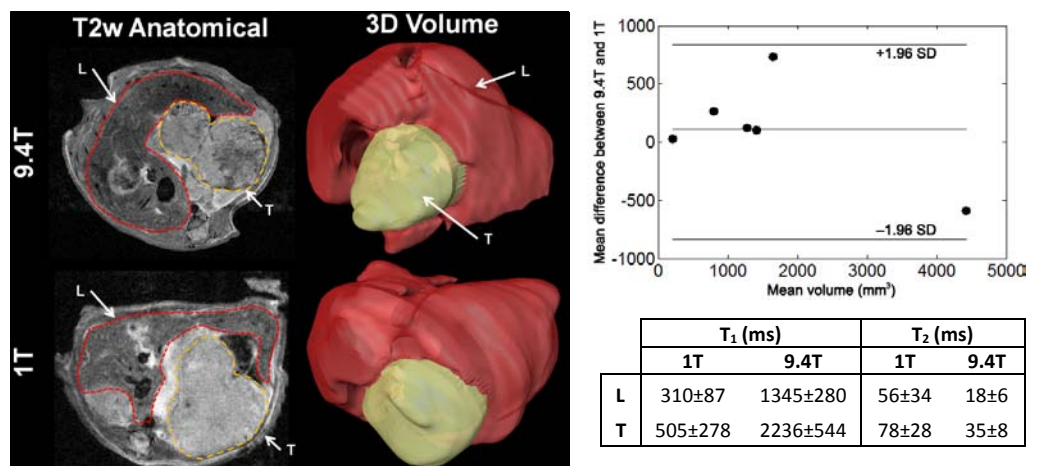 T2w Anatomical
3D Volume
9.4T
L
T
L
T
1T
L
T
Mean difference between 9.4T and 1T
1000
500
100
0
-500
-1000
+1.96 SD
−1.96 SD
0 1000 2000 3000 4000 5000
Mean volume (mm³)
T₁ (ms) T₂ (ms)
1T 9.4T 1T 9.4T
L 310±87 1345±280 56±34 18±6
T 505±278 2236±544 78±28 35±8